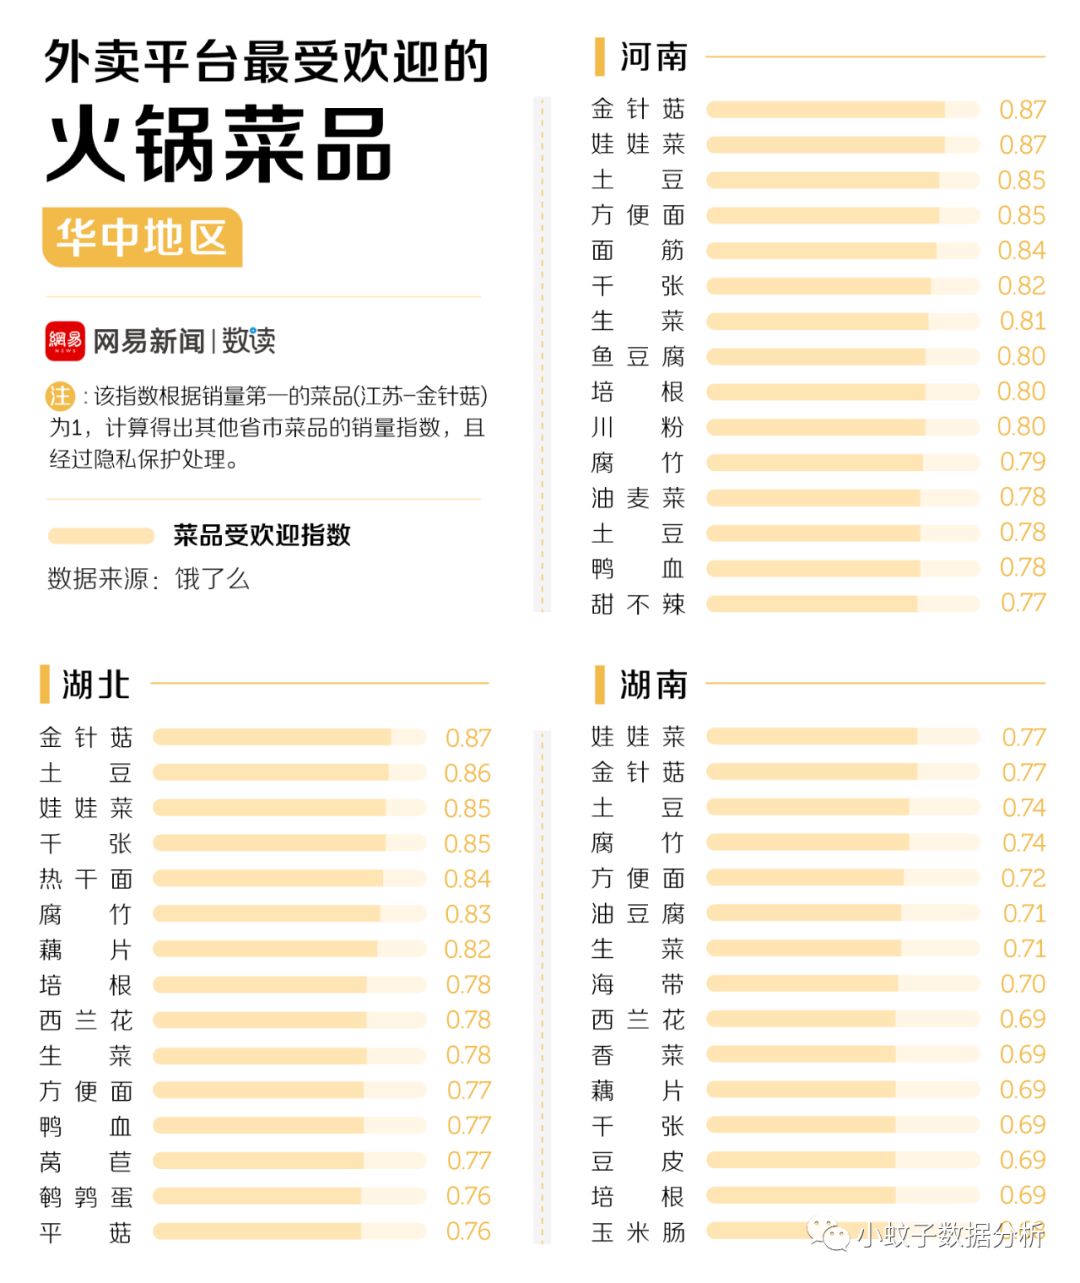 外卖平台最受欢迎的
火锅菜品
华中地区
網易
NEWS
网易新闻|数读
注:该指数根据销量第一的菜品(江苏-金针菇)
为1，计算得出其他省市菜品的销量指数，且
经过隐私保护处理。
菜品受欢迎指数
数据来源：饿了么
河南
金针菇 0.87
娃娃菜 0.87
土豆 0.85
方便面 0.85
面筋 0.84
千张 0.82
生菜 0.81
鱼豆腐 0.80
培根 0.80
川粉 0.80
腐竹 0.79
油麦菜 0.78
土豆 0.78
鸭血 0.78
甜不辣 0.77
湖北
金针菇 0.87
土豆 0.86
娃娃菜 0.85
千张 0.85
热干面 0.84
腐竹 0.83
藕片 0.82
培根 0.78
西兰花 0.78
生菜 0.78
方便面 0.77
鸭血 0.77
莴苣 0.77
鹌鹑蛋 0.76
平菇 0.76
湖南
娃娃菜 0.77
金针菇 0.77
土豆 0.74
腐竹 0.74
方便面 0.72
油豆腐 0.71
生菜 0.71
海带 0.70
西兰花 0.69
香菜 0.69
藕片 0.69
千张 0.69
豆皮 0.69
培根 0.69
玉米肠
小蚊子数据分析